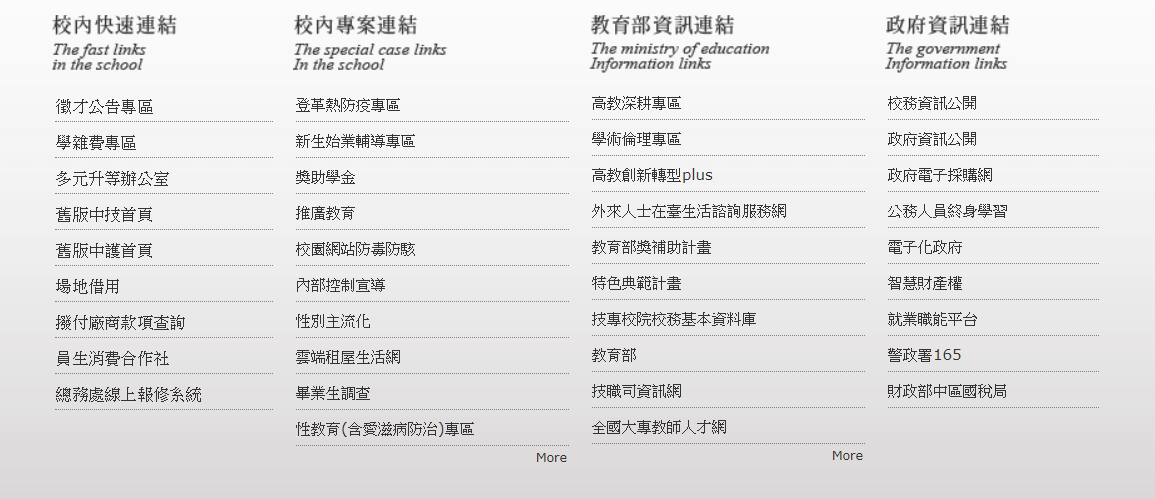 校內快速連結
The fast links
in the school
徵才公告專區
學雜費專區
多元升等辦公室
舊版中技首頁
舊版中護首頁
場地借用
撥付廠商款項查詢
員生消費合作社
總務處線上報修系統
校內專案連結
The special case links
In the school
登革熱防疫專區
新生始業輔導專區
獎助學金
推廣教育
校園網站防毒防駭
內部控制宣導
性別主流化
雲端租屋生活網
畢業生調查
性教育(含愛滋病防治)專區
More
教育部資訊連結
The ministry of education
Information links
高教深耕專區
學術倫理專區
高教創新轉型plus
外來人士在臺生活諮詢服務網
教育部獎補助計畫
特色典範計畫
技專校院校務基本資料庫
教育部
技職司資訊網
全國大專教師人才網
More
政府資訊連結
The government
Information links
校務資訊公開
政府資訊公開
政府電子採購網
公務人員終身學習
電子化政府
智慧財產權
就業職能平台
警政署165
財政部中區國稅局